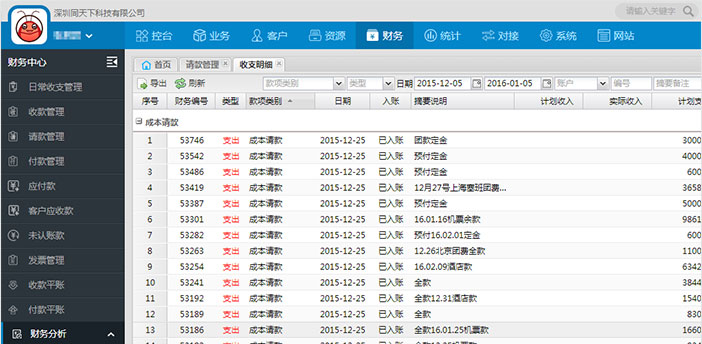 深圳同天下科技有限公司
请输入关键字
控台 业务 客户 资源 财务 统计 对接 系统 网站
财务中心
日常收支管理
收款管理
请款管理
付款管理
应付款
客户应收款
未认账款
发票管理
收款平账
付款平账
财务分析
首页 请款管理 收支明细
导出 刷新 款项类别 类型 日期 2015-12-05 2016-01-05 账户 编号 摘要备注
序号 财务编号 类型 款项类别 日期 入账 摘要说明 计划收入 实际收入 计划支
成本请款
1 53746 支出 成本请款 2015-12-25 已入账 团款定金 3000
2 53542 支出 成本请款 2015-12-25 已入账 预付定金 4000
3 53486 支出 成本请款 2015-12-25 已入账 预付定金 600
4 53419 支出 成本请款 2015-12-25 已入账 12月27号上海塞班团费... 3658
5 53387 支出 成本请款 2015-12-25 已入账 预付定金 5000
6 53301 支出 成本请款 2015-12-25 已入账 16.01.16机票余款 9861
7 53282 支出 成本请款 2015-12-25 已入账 预付16.02.01定金 600
8 53263 支出 成本请款 2015-12-25 已入账 12.26北京团费全款 1100
9 53254 支出 成本请款 2015-12-25 已入账 16.02.09酒店款 6342
10 53241 支出 成本请款 2015-12-25 已入账 全款 3844
11 53192 支出 成本请款 2015-12-25 已入账 全款12.31酒店款 1540
12 53189 支出 成本请款 2015-12-25 已入账 全款 830
13 53186 支出 成本请款 2015-12-25 已入账 全款16.01.25机票款 1660